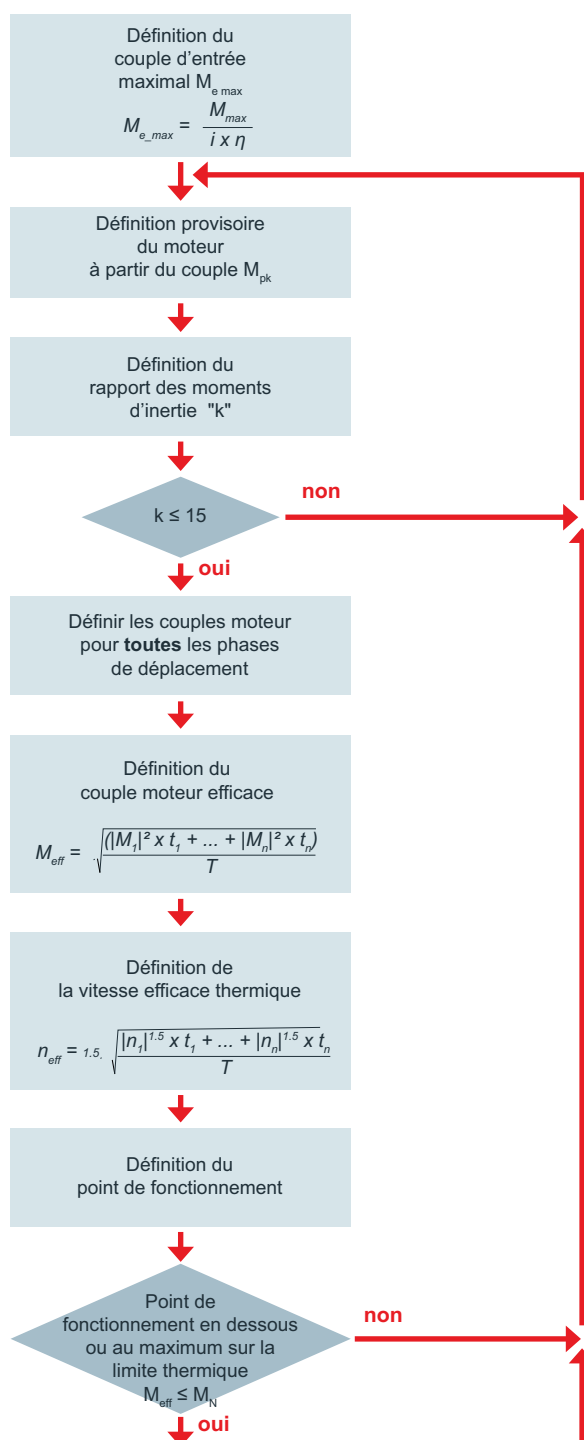 Définition du
couple d'entrée
maximal M_e max
M_e_max = M_max / i x η
Définition provisoire
du moteur
à partir du couple M_pk
Définition du
rapport des moments
d'inertie "k"
k ≤ 15
non
oui
Définir les couples moteur
pour toutes les phases
de déplacement
Définition du
couple moteur efficace
M_eff = √((|M_1|² x t_1 + ... + |M_n|² x t_n) / T)
Définition de
la vitesse efficace thermique
n_eff = 1.5. √(|n_1|^1.5 x t_1 + ... + |n_n|^1.5 x t_n / T)
Définition du
point de fonctionnement
Point de
fonctionnement en dessous
ou au maximum sur la
limite thermique
M_eff ≤ M_N
non
oui